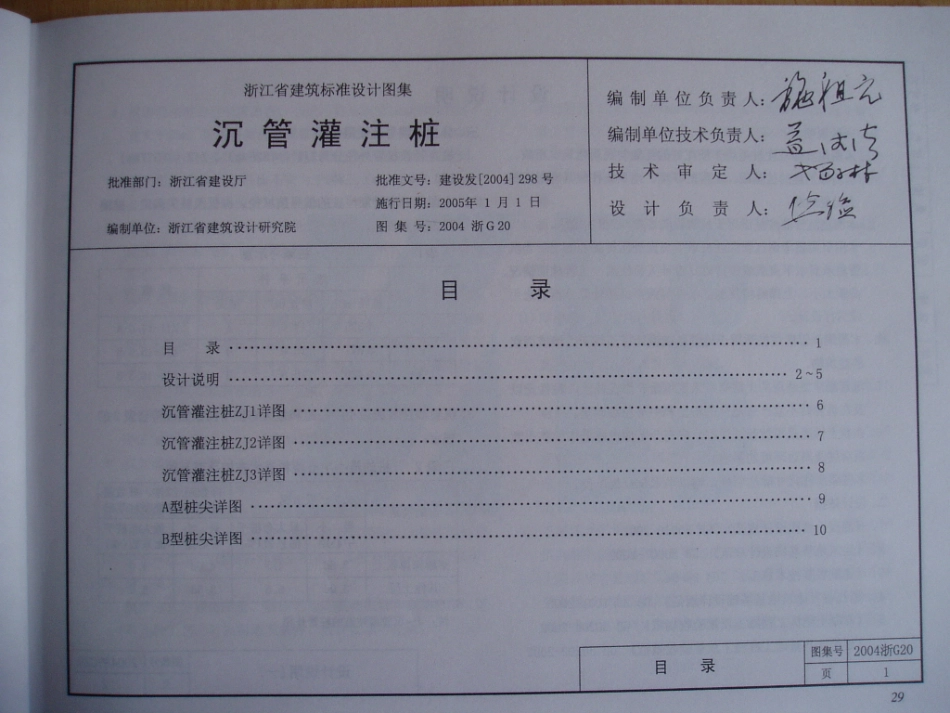 浙江省建筑标准设计图集
沉管灌注桩
批准部门：浙江省建设厅 批准文号：建设发[2004]298号
施行日期：2005年1月1日
编制单位：浙江省建筑设计研究院 图集号：2004浙G20
编制单位负责人：
编制单位技术负责人：
技术审定人：
设计负责人：
目录
目录 1
设计说明 2~5
沉管灌注桩ZJ1详图 6
沉管灌注桩ZJ2详图 7
沉管灌注桩ZJ3详图 8
A型桩尖详图 9
B型桩尖详图 10
目录 图集号 2004浙G20
页 1
29